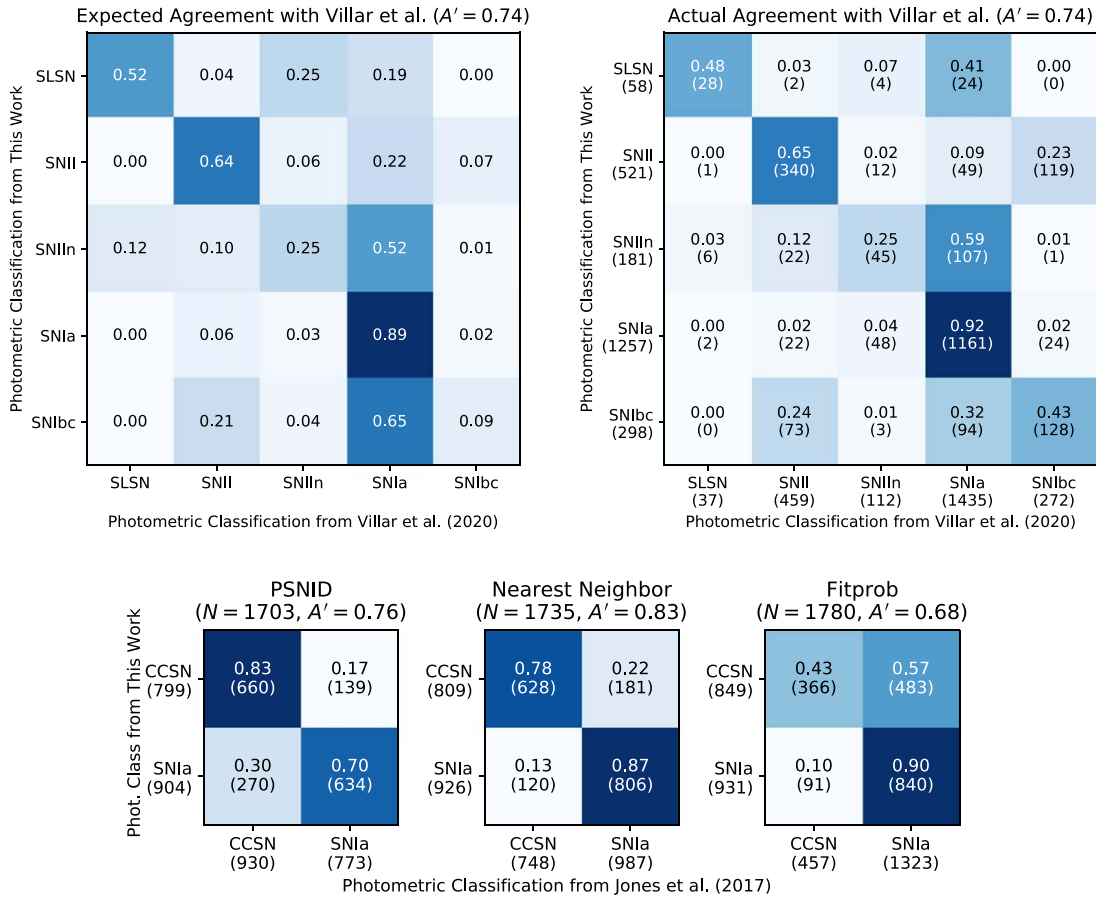 Expected Agreement with Villar et al. (A′ = 0.74)
Photometric Classification from This Work
SLSN
0.52 0.04 0.25 0.19 0.00
SNII
0.00 0.64 0.06 0.22 0.07
SNIIn
0.12 0.10 0.25 0.52 0.01
SNIa
0.00 0.06 0.03 0.89 0.02
SNIbc
0.00 0.21 0.04 0.65 0.09
SLSN SNII SNIIn SNIa SNIbc
Photometric Classification from Villar et al. (2020)
Actual Agreement with Villar et al. (A′ = 0.74)
Photometric Classification from This Work
SLSN
(58)
0.48 0.03 0.07 0.41 0.00
(28) (2) (4) (24) (0)
SNII
(521)
0.00 0.65 0.02 0.09 0.23
(1) (340) (12) (49) (119)
SNIIn
(181)
0.03 0.12 0.25 0.59 0.01
(6) (22) (45) (107) (1)
SNIa
(1257)
0.00 0.02 0.04 0.92 0.02
(2) (22) (48) (1161) (24)
SNIbc
(298)
0.00 0.24 0.01 0.32 0.43
(0) (73) (3) (94) (128)
SLSN SNII SNIIn SNIa SNIbc
(37) (459) (112) (1435) (272)
Photometric Classification from Villar et al. (2020)
Phot. Class from This Work
PSNID
(N = 1703, A′ = 0.76)
CCSN
(799)
0.83 0.17
(660) (139)
SNIa
(904)
0.30 0.70
(270) (634)
CCSN SNIa
(930) (773)
Nearest Neighbor
(N = 1735, A′ = 0.83)
CCSN
(809)
0.78 0.22
(628) (181)
SNIa
(926)
0.13 0.87
(120) (806)
CCSN SNIa
(748) (987)
Fitprob
(N = 1780, A′ = 0.68)
CCSN
(849)
0.43 0.57
(366) (483)
SNIa
(931)
0.10 0.90
(91) (840)
CCSN SNIa
(457) (1323)
Photometric Classification from Jones et al. (2017)